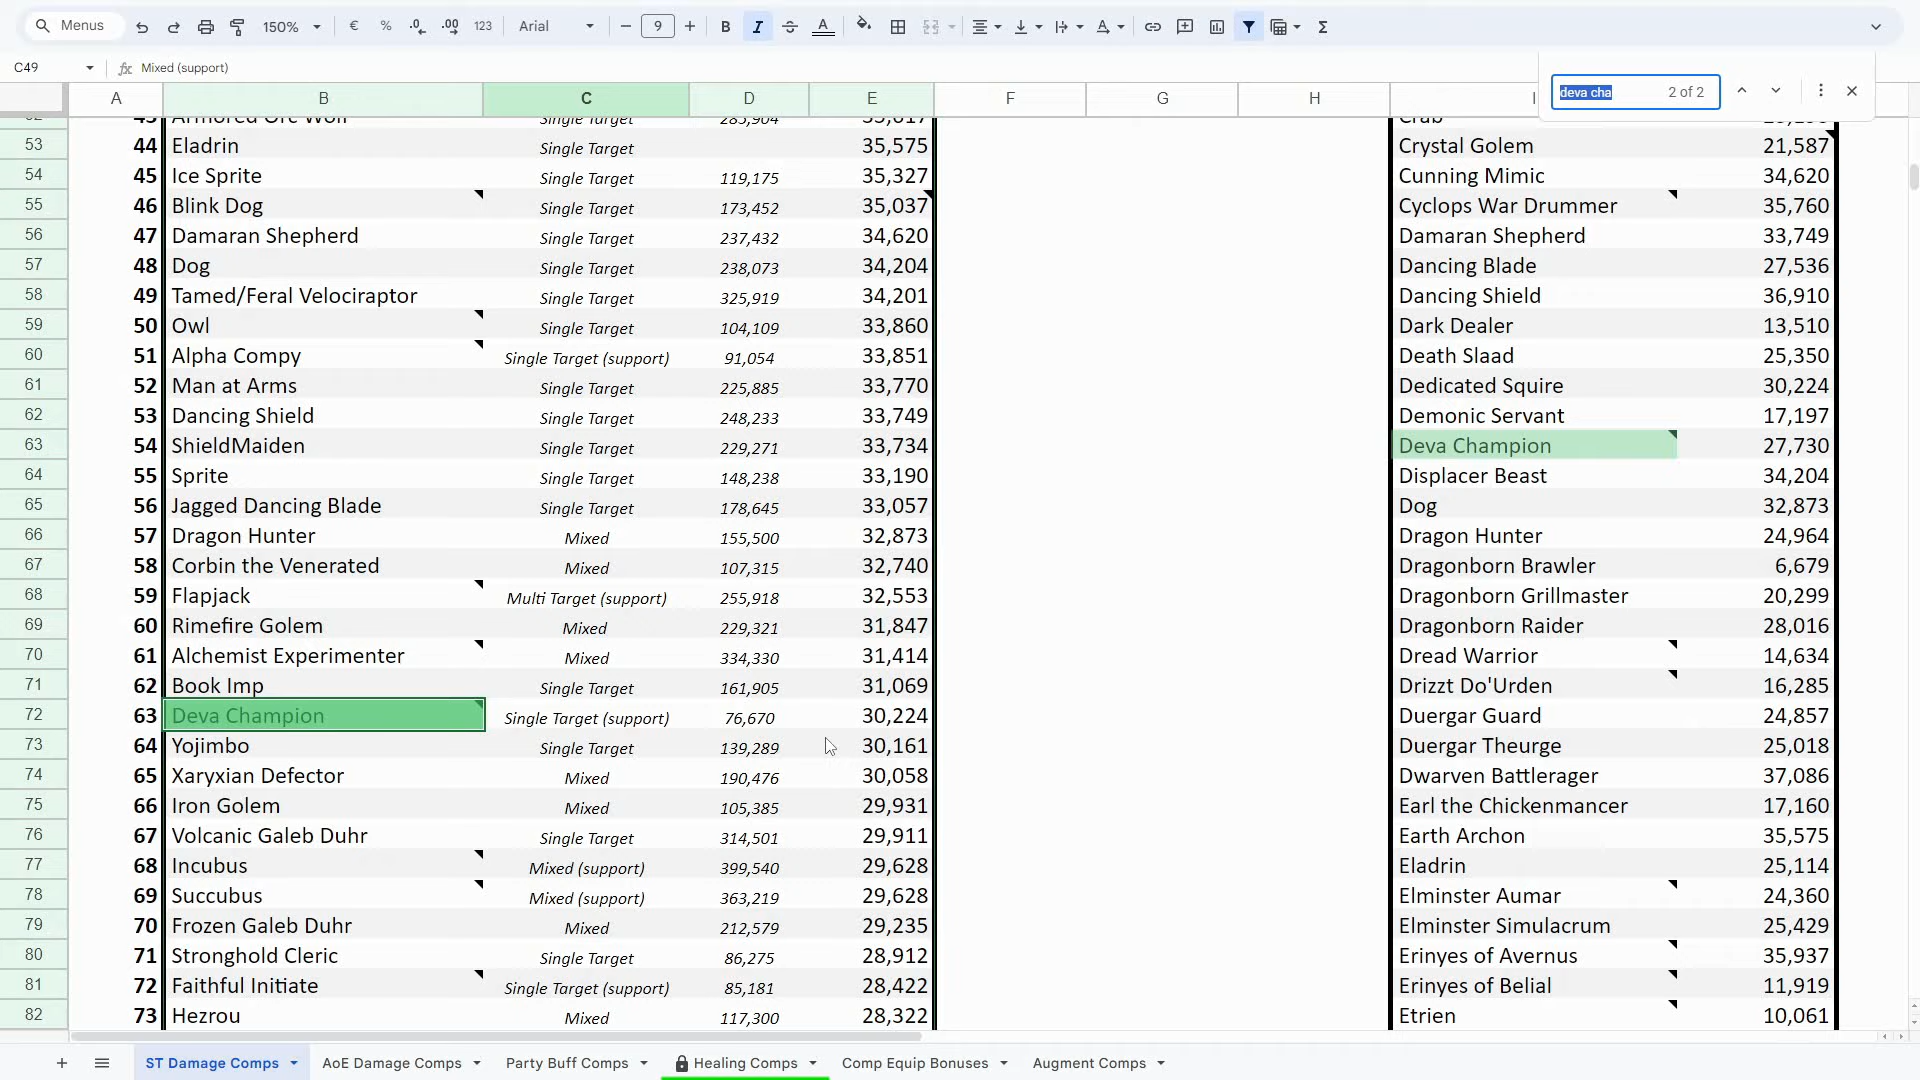 Menus 150% € % .0 .00 123 Arial 9 B I A Σ
C49 fx Mixed (support)
deva cha 2 of 2
A B C D E F G H I
53 44 Eladrin Single Target 35,575 Crystal Golem 21,587
54 45 Ice Sprite Single Target 119,175 35,327 Cunning Mimic 34,620
55 46 Blink Dog Single Target 173,452 35,037 Cyclops War Drummer 35,760
56 47 Damaran Shepherd Single Target 237,432 34,620 Damaran Shepherd 33,749
57 48 Dog Single Target 238,073 34,204 Dancing Blade 27,536
58 49 Tamed/Feral Velociraptor Single Target 325,919 34,201 Dancing Shield 36,910
59 50 Owl Single Target 104,109 33,860 Dark Dealer 13,510
60 51 Alpha Compy Single Target (support) 91,054 33,851 Death Slaad 25,350
61 52 Man at Arms Single Target 225,885 33,770 Dedicated Squire 30,224
62 53 Dancing Shield Single Target 248,233 33,749 Demonic Servant 17,197
63 54 ShieldMaiden Single Target 229,271 33,734 Deva Champion 27,730
64 55 Sprite Single Target 148,238 33,190 Displacer Beast 34,204
65 56 Jagged Dancing Blade Single Target 178,645 33,057 Dog 32,873
66 57 Dragon Hunter Mixed 155,500 32,873 Dragon Hunter 24,964
67 58 Corbin the Venerated Mixed 107,315 32,740 Dragonborn Brawler 6,679
68 59 Flapjack Multi Target (support) 255,918 32,553 Dragonborn Grillmaster 20,299
69 60 Rimefire Golem Mixed 229,321 31,847 Dragonborn Raider 28,016
70 61 Alchemist Experimenter Mixed 334,330 31,414 Dread Warrior 14,634
71 62 Book Imp Single Target 161,905 31,069 Drizzt Do'Urden 16,285
72 63 Deva Champion Single Target (support) 76,670 30,224 Duergar Guard 24,857
73 64 Yojimbo Single Target 139,289 30,161 Duergar Theurge 25,018
74 65 Xaryxian Defector Mixed 190,476 30,058 Dwarven Battlerager 37,086
75 66 Iron Golem Mixed 105,385 29,931 Earl the Chickenmancer 17,160
76 67 Volcanic Galeb Duhr Single Target 314,501 29,911 Earth Archon 35,575
77 68 Incubus Mixed (support) 399,540 29,628 Eladrin 25,114
78 69 Succubus Mixed (support) 363,219 29,628 Elminster Aumar 24,360
79 70 Frozen Galeb Duhr Mixed 212,579 29,235 Elminster Simulacrum 25,429
80 71 Stronghold Cleric Single Target 86,275 28,912 Erinyes of Avernus 35,937
81 72 Faithful Initiate Single Target (support) 85,181 28,422 Erinyes of Belial 11,919
82 73 Hezrou Mixed 117,300 28,322 Etrien 10,061
ST Damage Comps AoE Damage Comps Party Buff Comps Healing Comps Comp Equip Bonuses Augment Comps